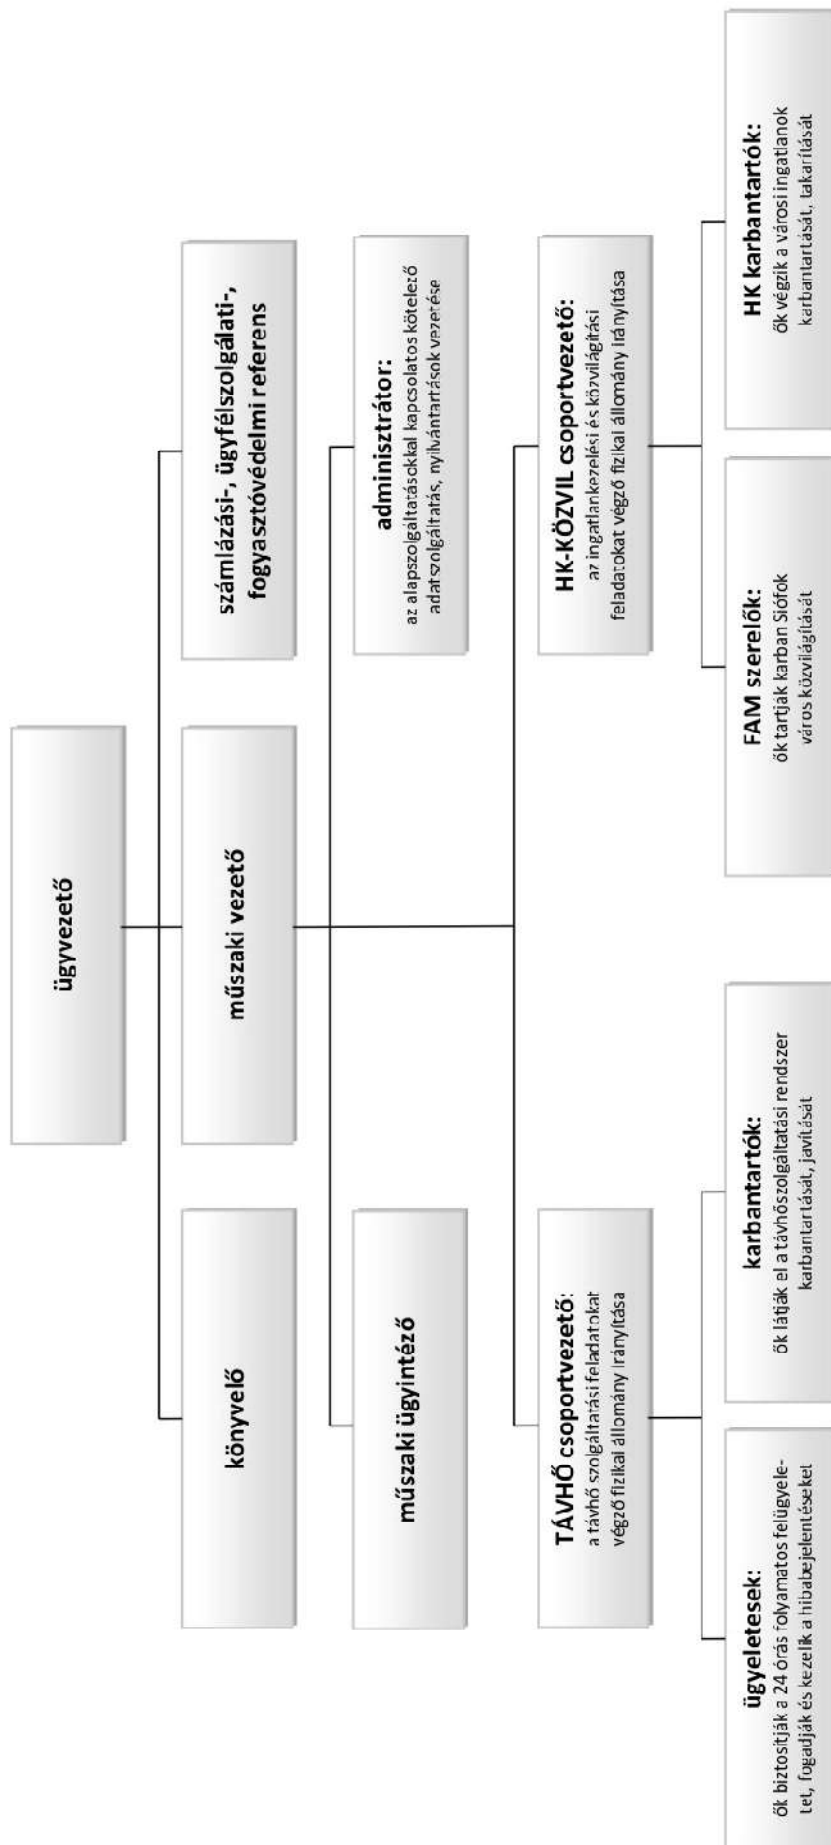 ügyvezető
könyvelő
műszaki vezető
számlázási-, ügyfélszolgálati-,
fogyasztóvédelmi referens
műszaki ügyintéző
adminisztrátor:
az alapszolgáltatásokkal kapcsolatos kötelező
adatszolgáltatás, nyilvántartások vezetése
TÁVHŐ csoportvezető:
a távhő szolgáltatási feladatokat
végző fizikai állomány irányítása
HK-KÖZVIL csoportvezető:
az ingatlankezelési és közvilágítási
feladatokat végző fizikai állomány irányítása
ügyeletesek:
ők biztosítják a 24 órás folyamatos felügyele-
tet, fogadják és kezelik a hibabejelentéseket
karbantartók:
ők látják el a távhőszolgáltatási rendszer
karbantartását, javítását
FAM szerelők:
ők tartják karban Siófok
város közvilágítását
HK karbantartók:
ők végzik a városi ingatlanok
karbantartását, takarítását